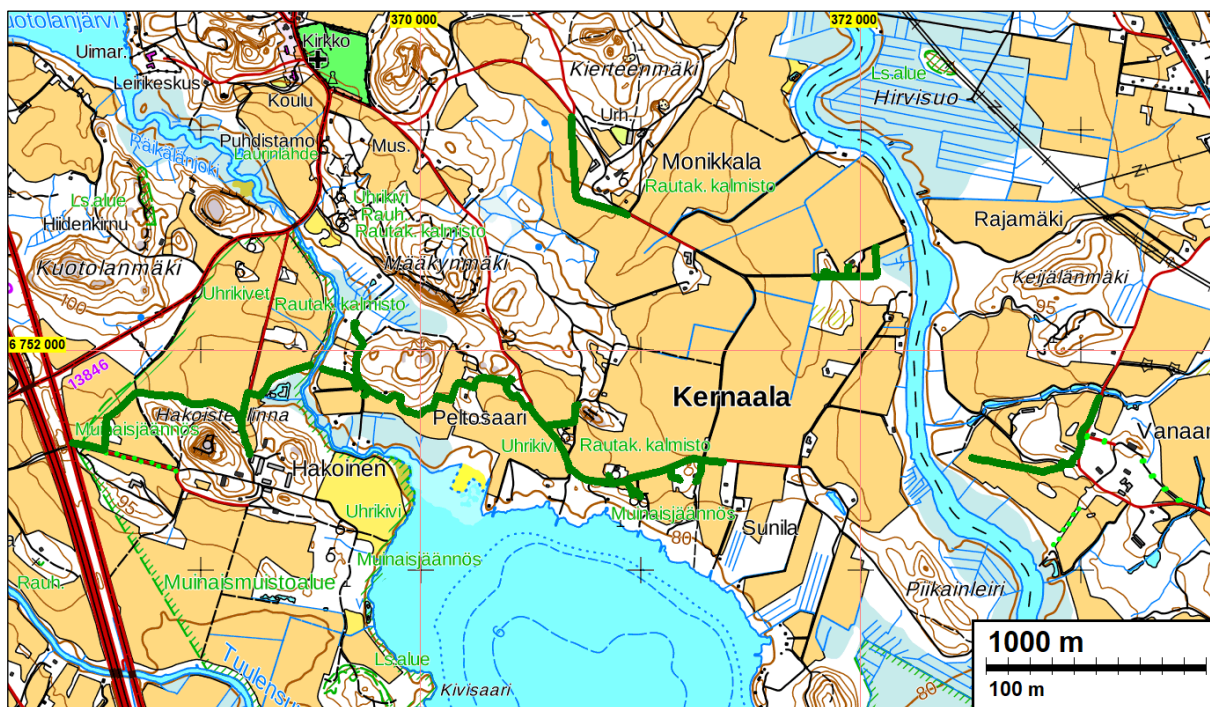 370 000
372 000
Uimar.
Kirkko
Leirikeskus
Koulu
Puhdistamo
Laurinlähde
Räikälänjoki
Mus.
Kierteenmäki
Urh.
Monikkala
Rautak. kalmisto
Ls.alue
Hirvisuo
Ls.alue
Hiidenkirnu
Uhrikivi
Rauh.
Rautak. kalmisto
Rajamäki
Kuotolanmäki
100
Määkynmäki
Keijälänmäki
95
Uhrikivet
Rautak. kalmisto
6 752 000
13846
Hakoistenlinna
Muinaisjäännös
Peltosaari
Kernaala
Uhrikivi
Rautak. kalmisto
Hakoinen
95
Uhrikivi
Muinaisjäännös
80
Sunila
Muinaisjäännös
Muinaismuistoalue
Rauh.
Piikainleiri
6
Ls.alue
Kivisaari
80
1000 m
100 m